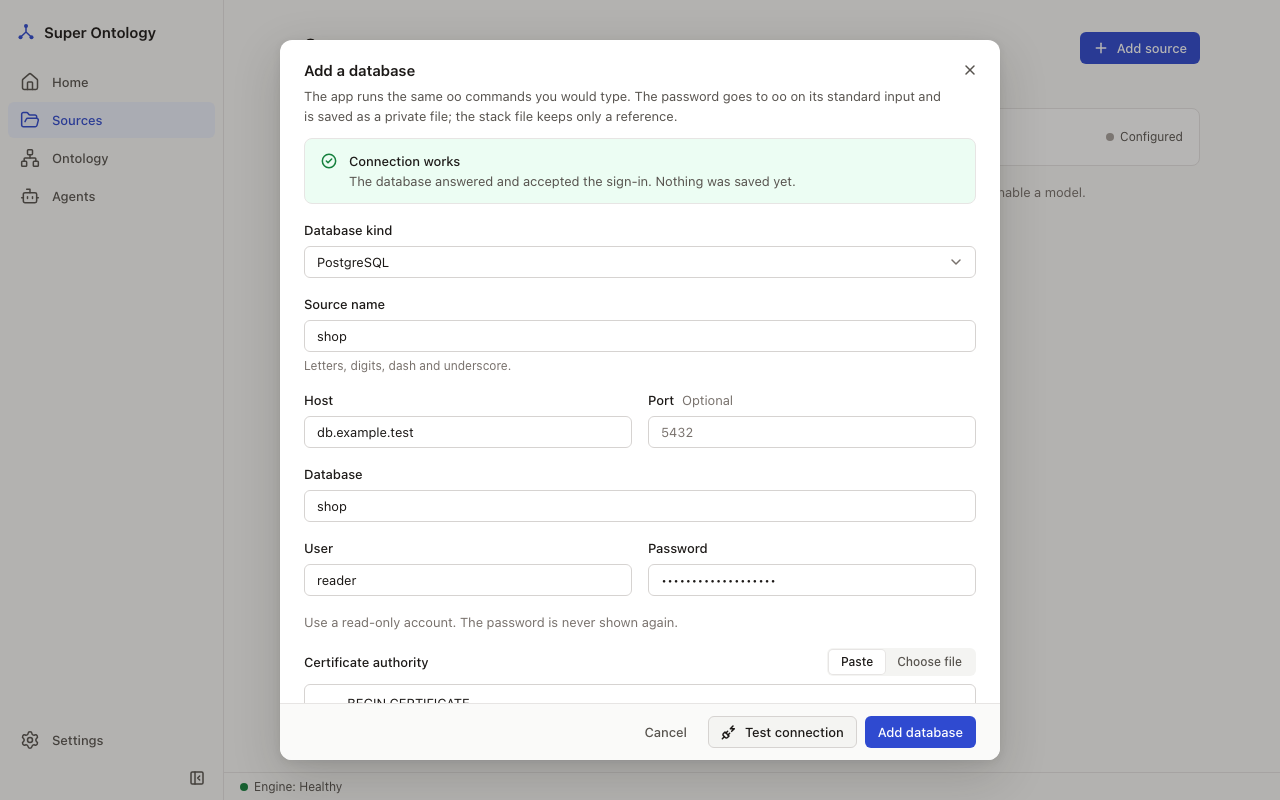 Super Ontology
Home
Sources
Ontology
Agents
Settings
Add source
Configured
nable a model.
Engine: Healthy
Add a database
The app runs the same oo commands you would type. The password goes to oo on its standard input and
is saved as a private file; the stack file keeps only a reference.
Connection works
The database answered and accepted the sign-in. Nothing was saved yet.
Database kind
PostgreSQL
Source name
shop
Letters, digits, dash and underscore.
Host
Port Optional
db.example.test
5432
Database
shop
User
Password
reader
•••••••••••••••••••
Use a read-only account. The password is never shown again.
Certificate authority
Paste
Choose file
BEGIN CERTIFICATE
Cancel
Test connection
Add database